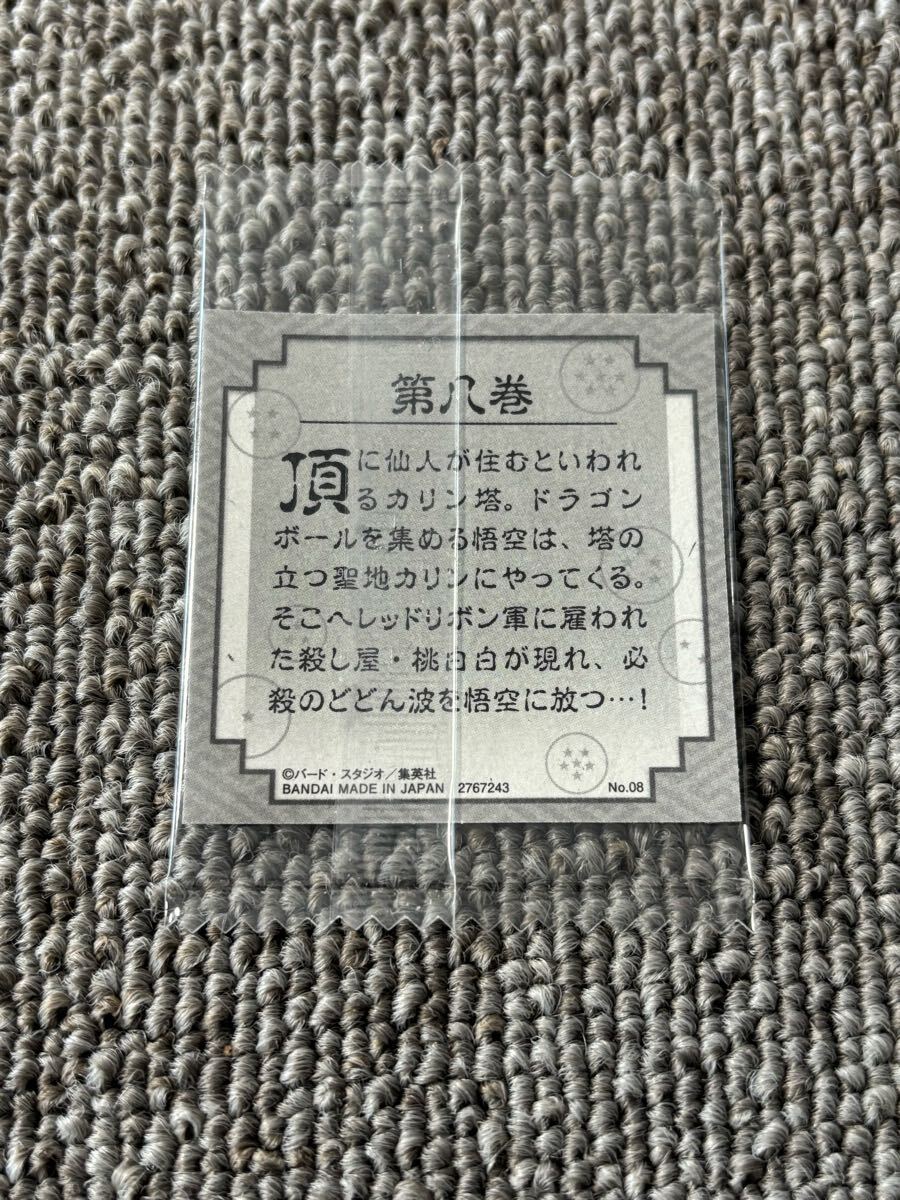 第八巻
頂に仙人が住むといわれ
るカリン塔。ドラゴン
ボールを集める悟空は、塔の
立つ聖地カリンにやってくる。
そこへレッドリボン軍に雇われ
た殺し屋・桃白白が現れ、必
殺のどどん波を悟空に放つ…!
©バード・スタジオ/集英社
BANDAI MADE IN JAPAN 2767243 No.08